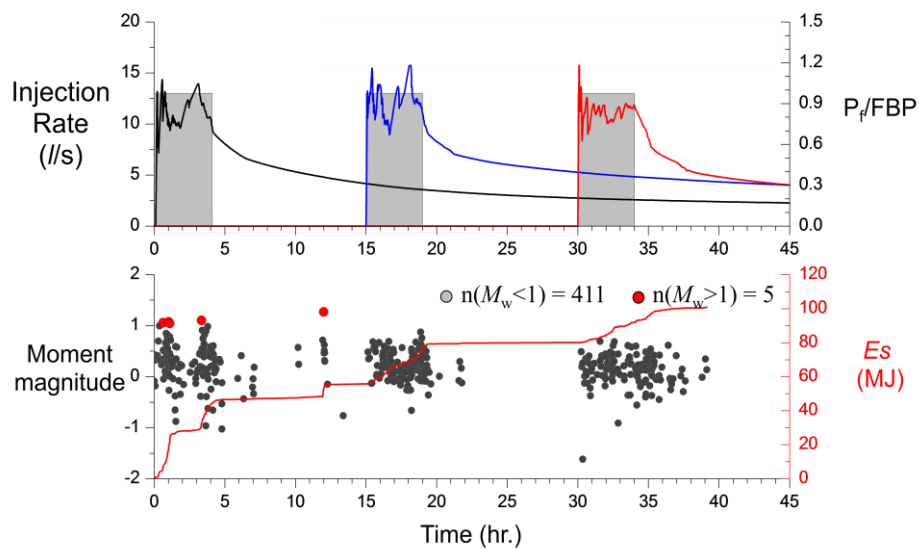 20
15
10
5
0
Injection
Rate
(l/s)
1.5
1.2
0.9
0.6
0.3
0.0
Pf/FBP
0 5 10 15 20 25 30 35 40 45
2
1
0
-1
-2
Moment
magnitude
n(Mw<1) = 411 n(Mw>1) = 5
120
100
80
60
40
20
0
Es
(MJ)
0 5 10 15 20 25 30 35 40 45
Time (hr.)